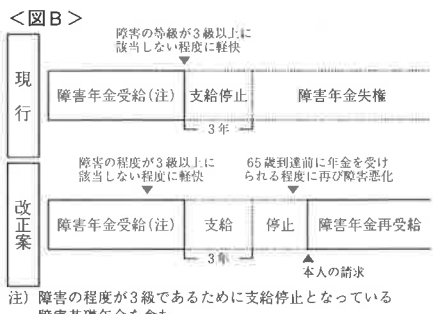 <図B>
障害の等級が3級以上に
該当しない程度に軽快
現行
障害年金受給(注)
支給停止
障害年金失権
3年
障害の程度が3級以上に
該当しない程度に軽快
65歳到達前に年金を受け
られる程度に再び障害悪化
改正案
障害年金受給(注)
支給
停止
障害年金再受給
3年
本人の請求
注) 障害の程度が3級であるために支給停止となっている
障害基礎年金を含む